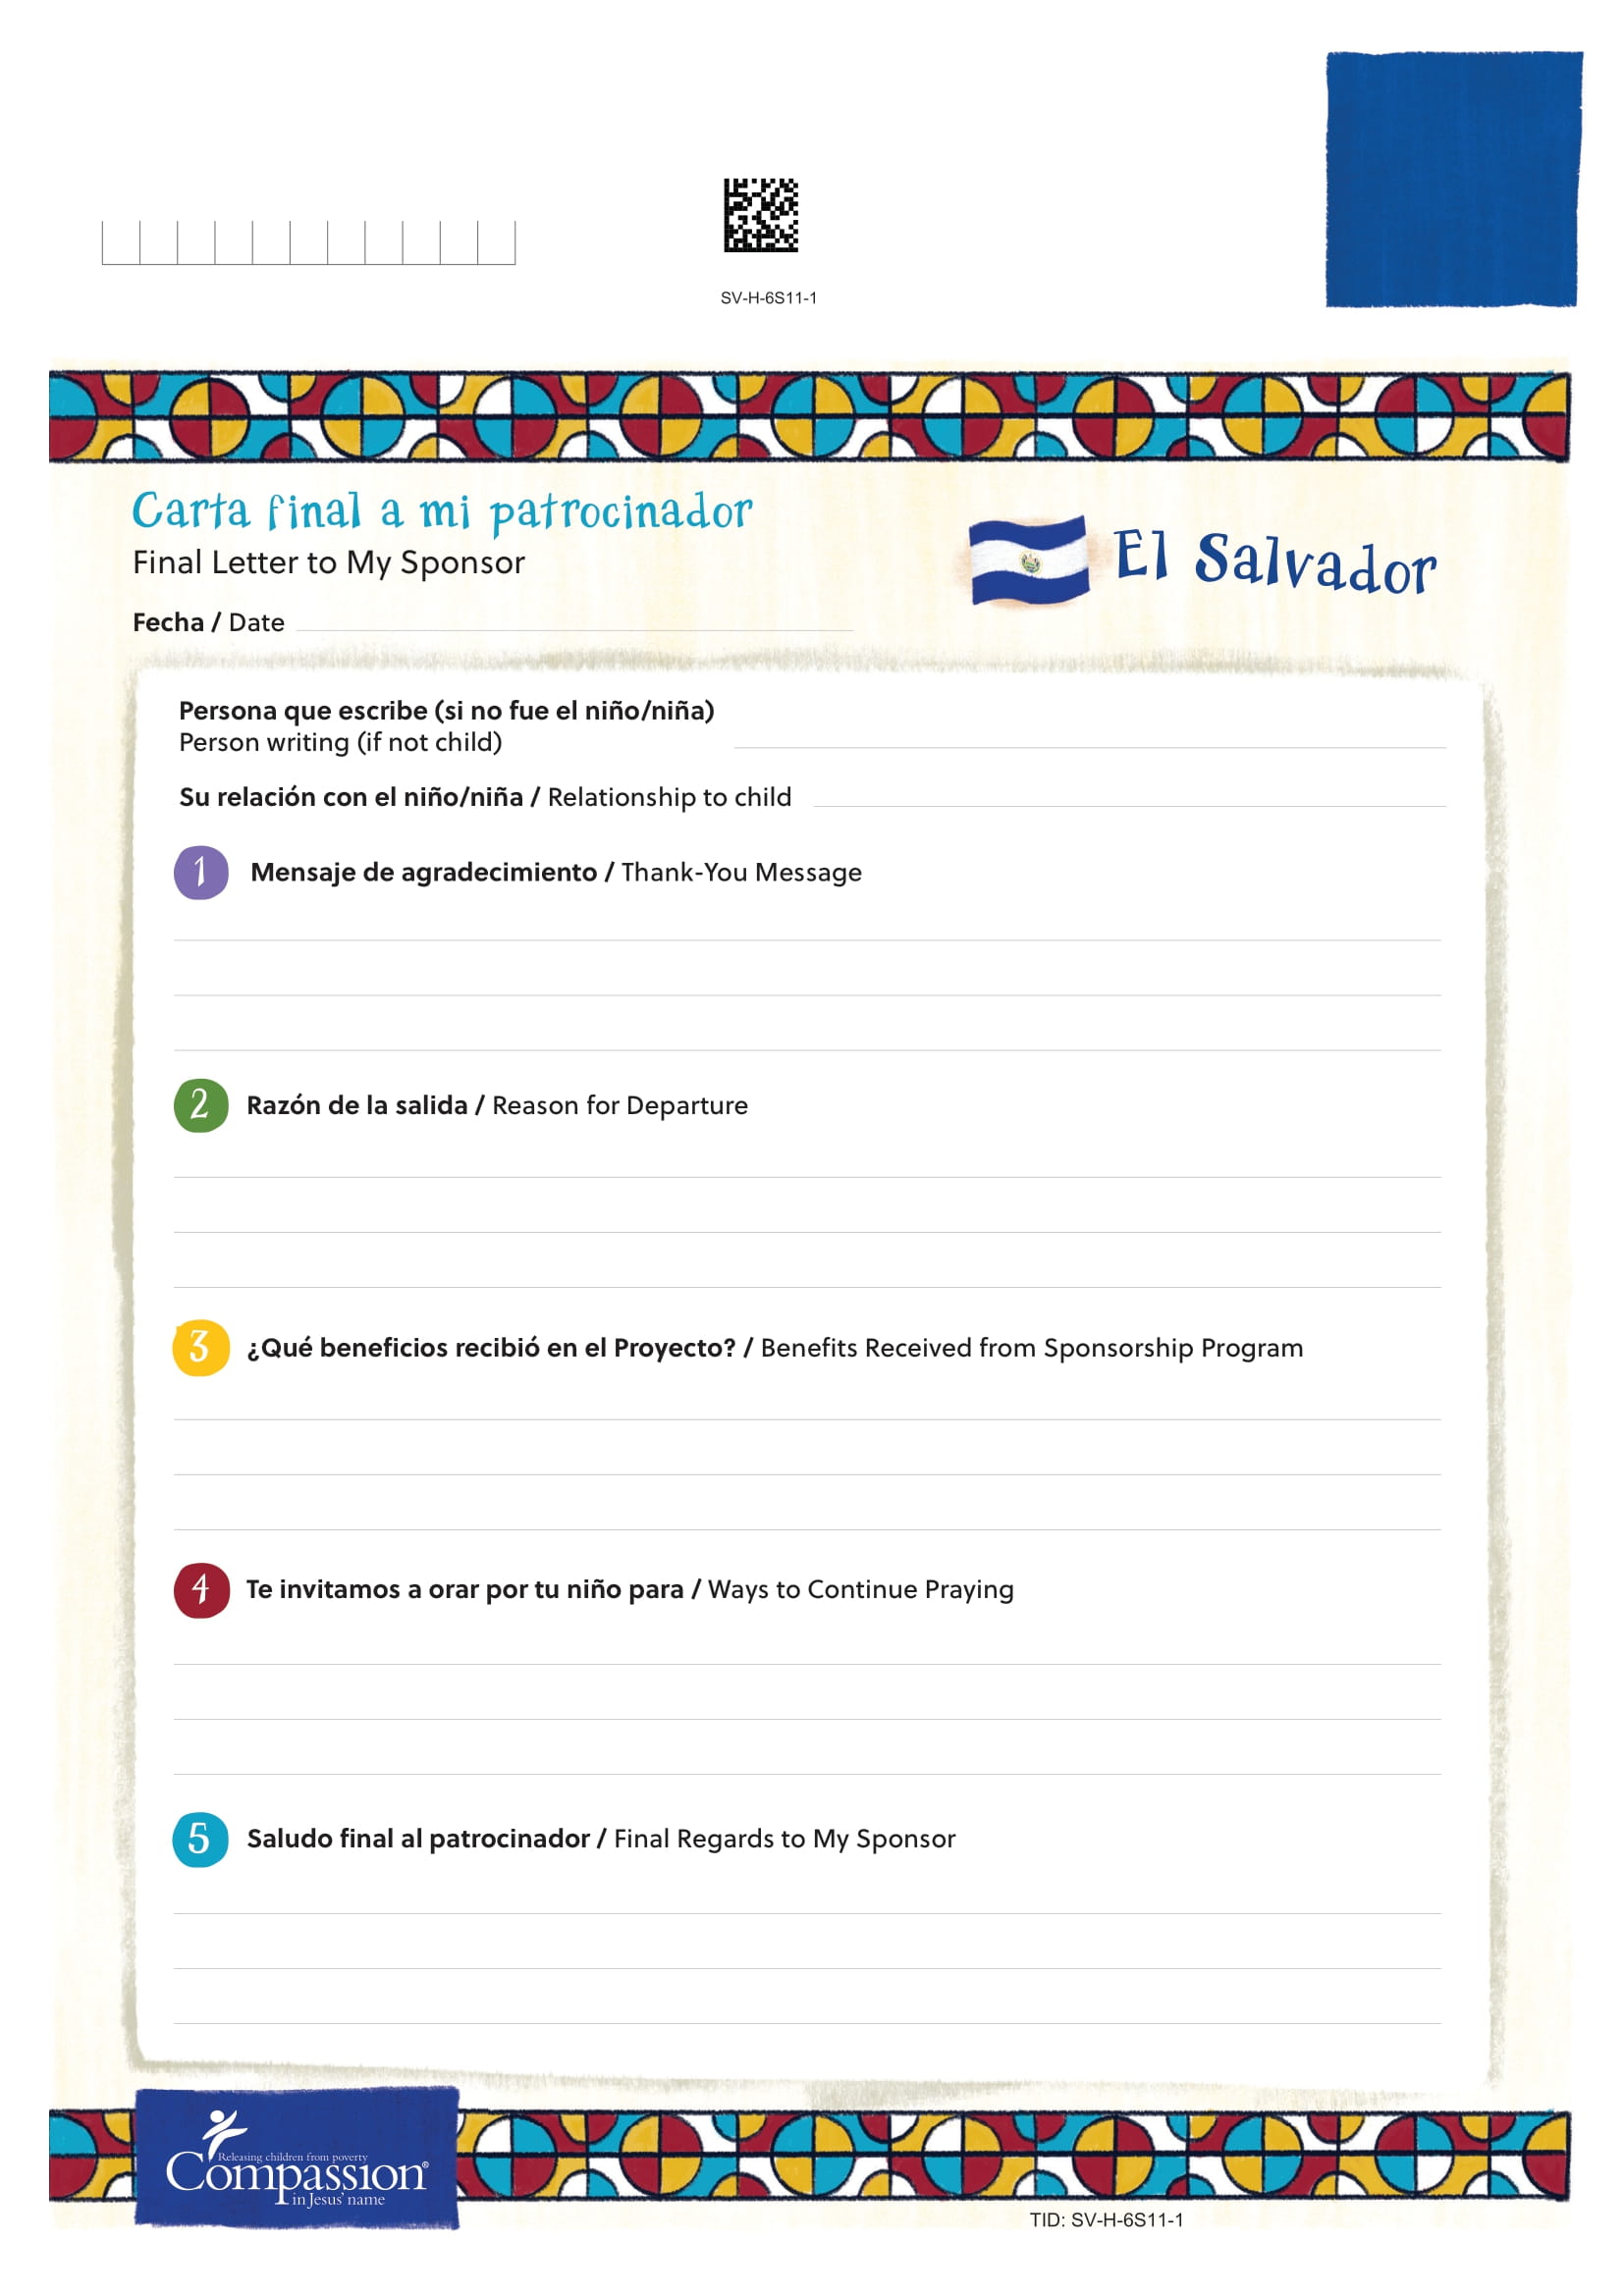 SV-H-6S11-1
Carta final a mi patrocinador
Final Letter to My Sponsor
El Salvador
Fecha / Date
Persona que escribe (si no fue el niño/niña)
Person writing (if not child)
Su relación con el niño/niña / Relationship to child
1 Mensaje de agradecimiento / Thank-You Message
2 Razón de la salida / Reason for Departure
3 ¿Qué beneficios recibió en el Proyecto? / Benefits Received from Sponsorship Program
4 Te invitamos a orar por tu niño para / Ways to Continue Praying
5 Saludo final al patrocinador / Final Regards to My Sponsor
Releasing children from poverty
Compassion®
in Jesus' name
TID: SV-H-6S11-1